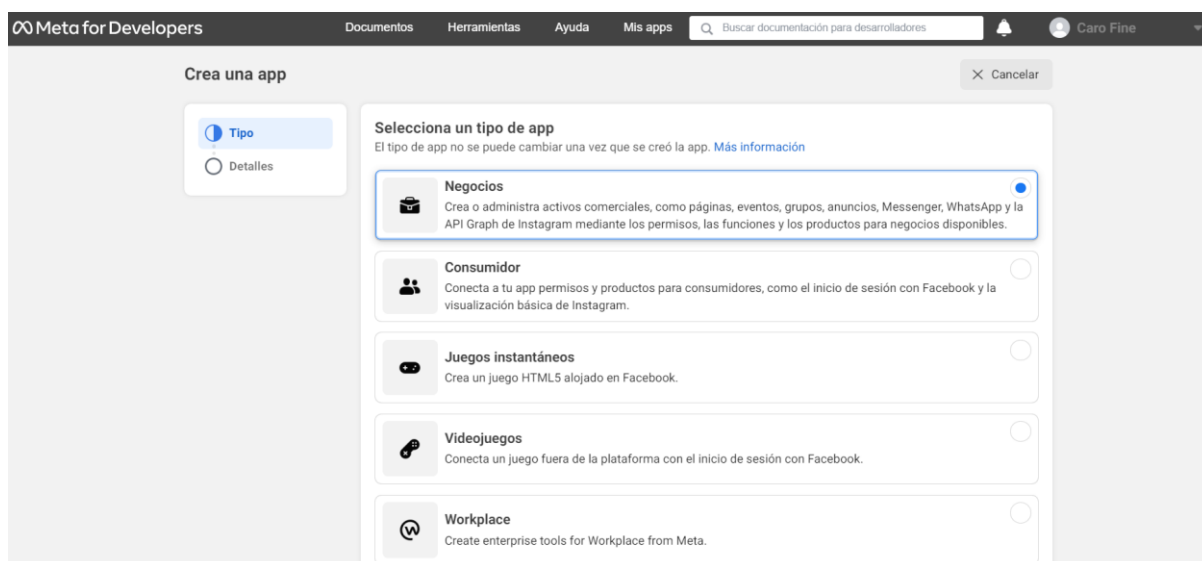 Meta for Developers
Documentos
Herramientas
Ayuda
Mis apps
Buscar documentación para desarrolladores
Caro Fine
Crea una app
Cancelar
Tipo
Detalles
Selecciona un tipo de app
El tipo de app no se puede cambiar una vez que se creó la app. Más información
Negocios
Crea o administra activos comerciales, como páginas, eventos, grupos, anuncios, Messenger, WhatsApp y la
API Graph de Instagram mediante los permisos, las funciones y los productos para negocios disponibles.
Consumidor
Conecta a tu app permisos y productos para consumidores, como el inicio de sesión con Facebook y la
visualización básica de Instagram.
Juegos instantáneos
Crea un juego HTML5 alojado en Facebook.
Videojuegos
Conecta un juego fuera de la plataforma con el inicio de sesión con Facebook.
Workplace
Create enterprise tools for Workplace from Meta.